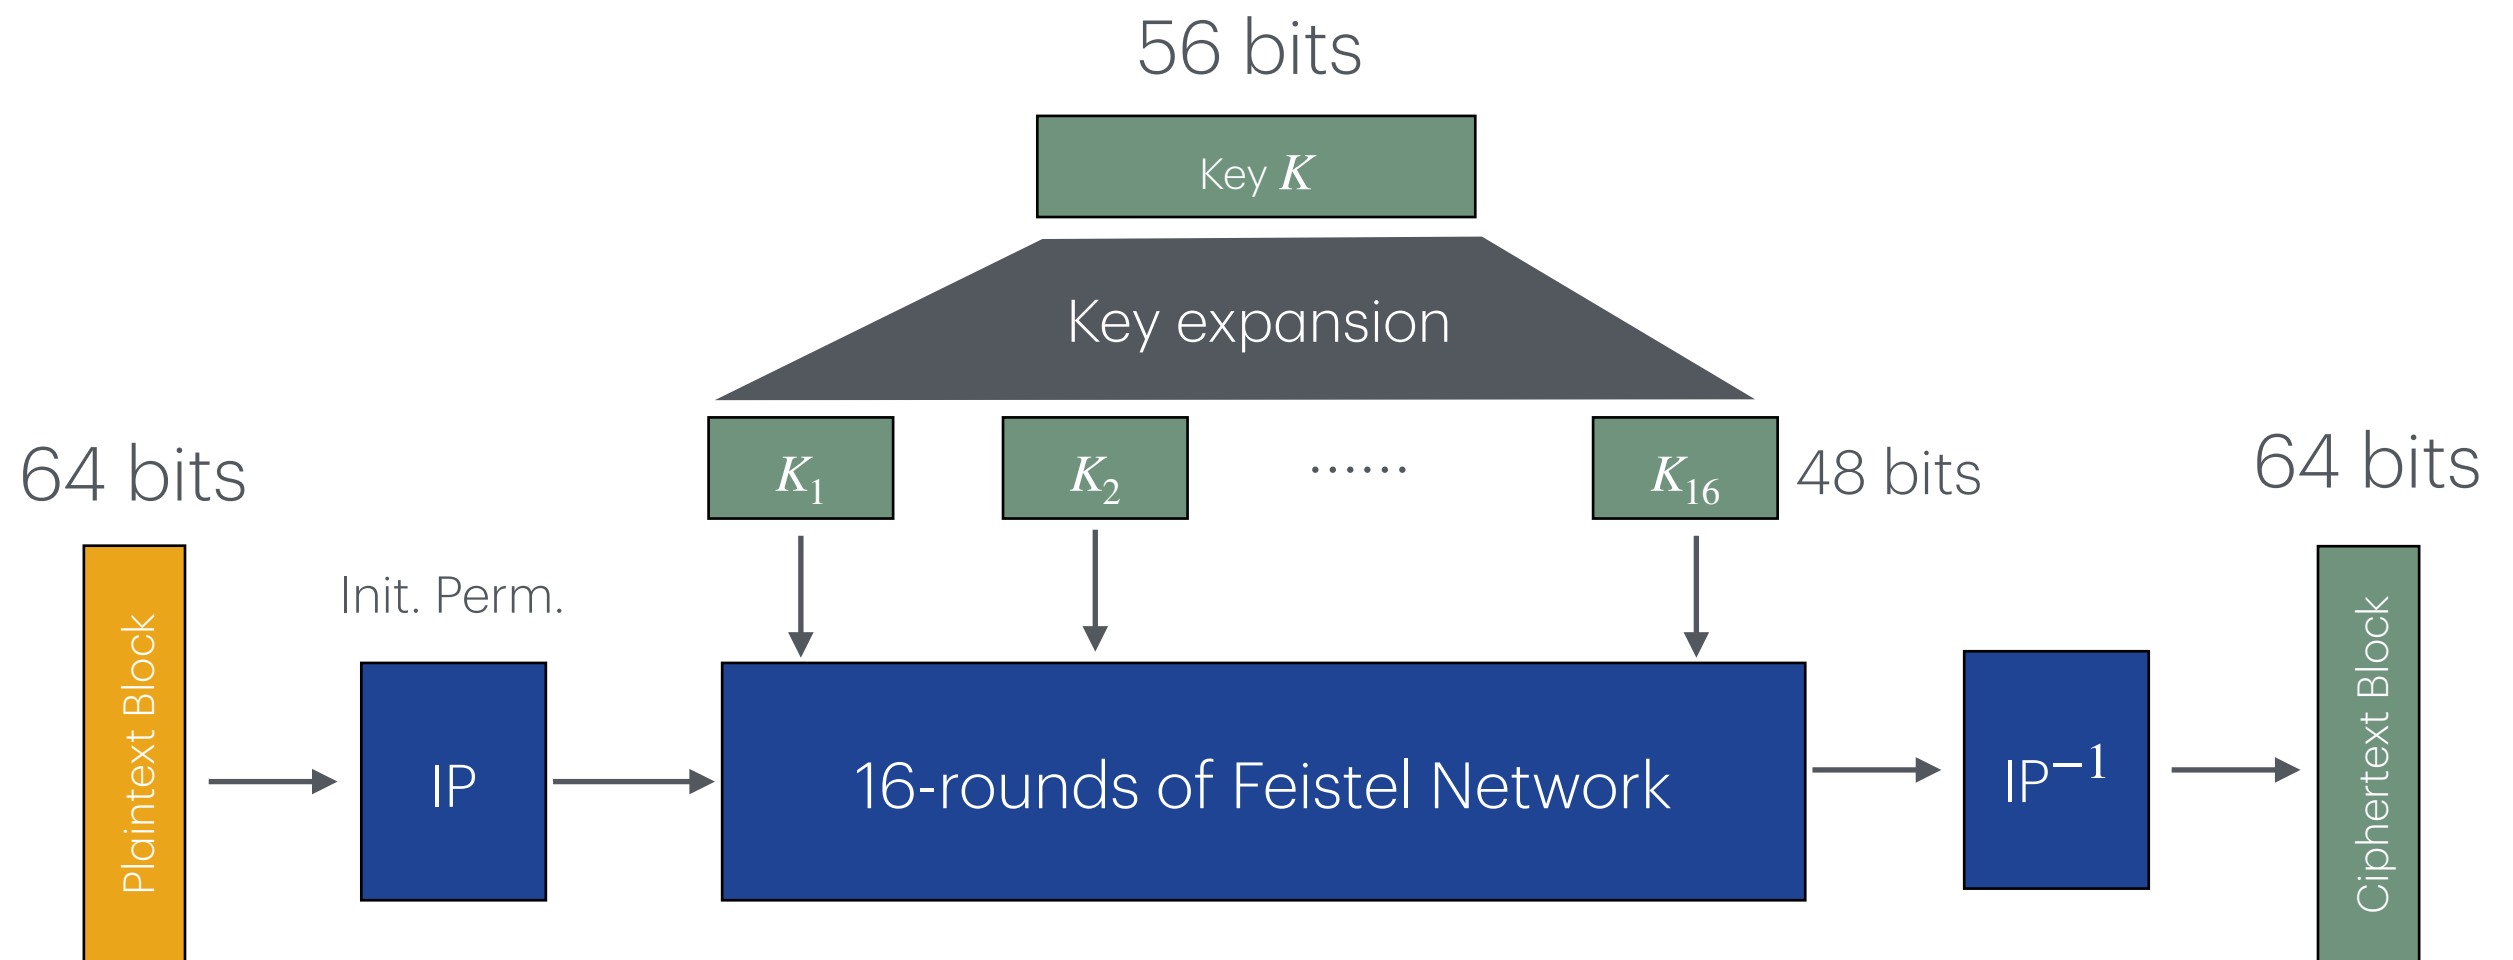 56 bits
Key K
Key expansion
64 bits
K₁
K₂
......
K₁₆
48 bits
64 bits
Init. Perm.
Plaintext Block
IP
16-round of Feistel Network
IP⁻¹
Ciphertext Block